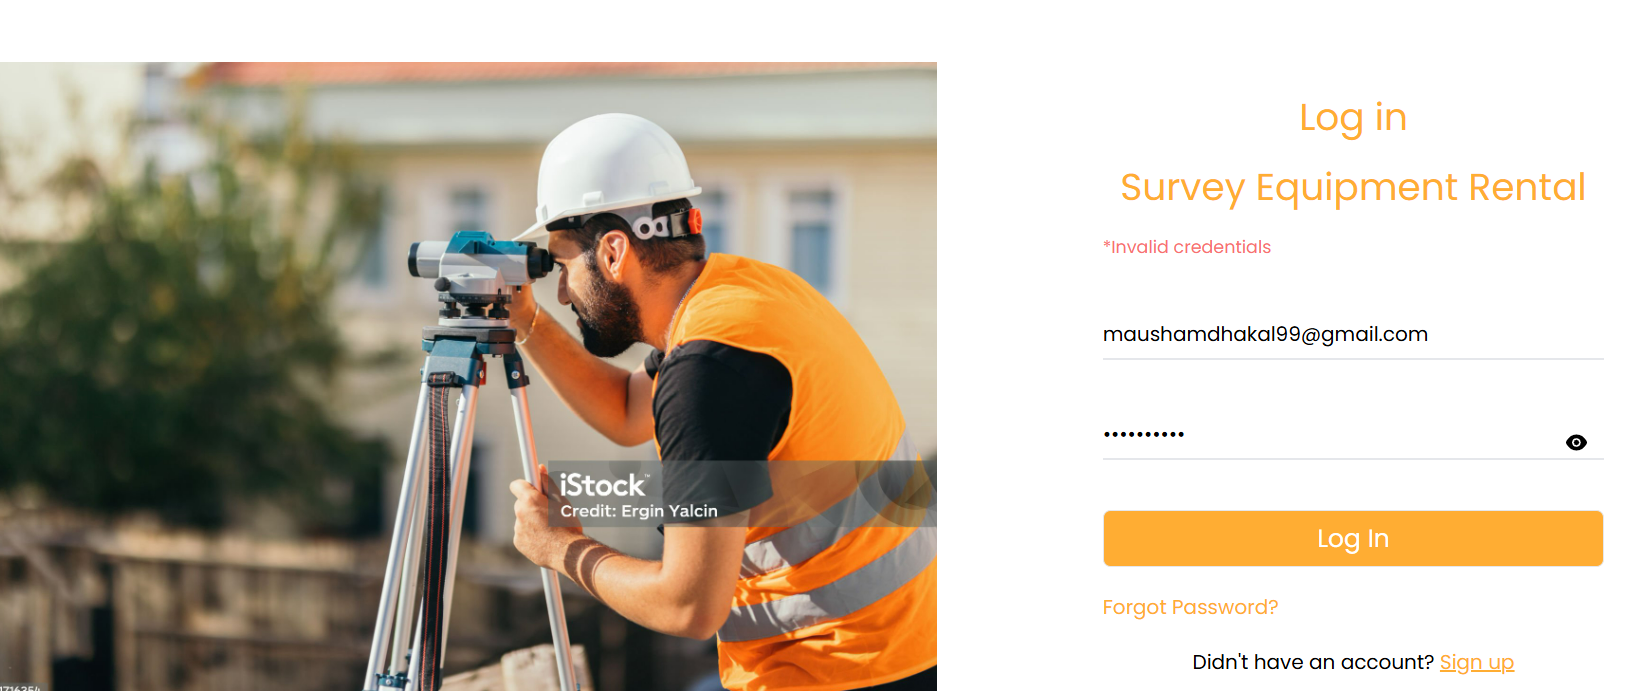 Log in
Survey Equipment Rental
*Invalid credentials
maushamdhakal99@gmail.com
••••••••••
Log In
Forgot Password?
Didn't have an account? Sign up
iStock™
Credit: Ergin Yalcin